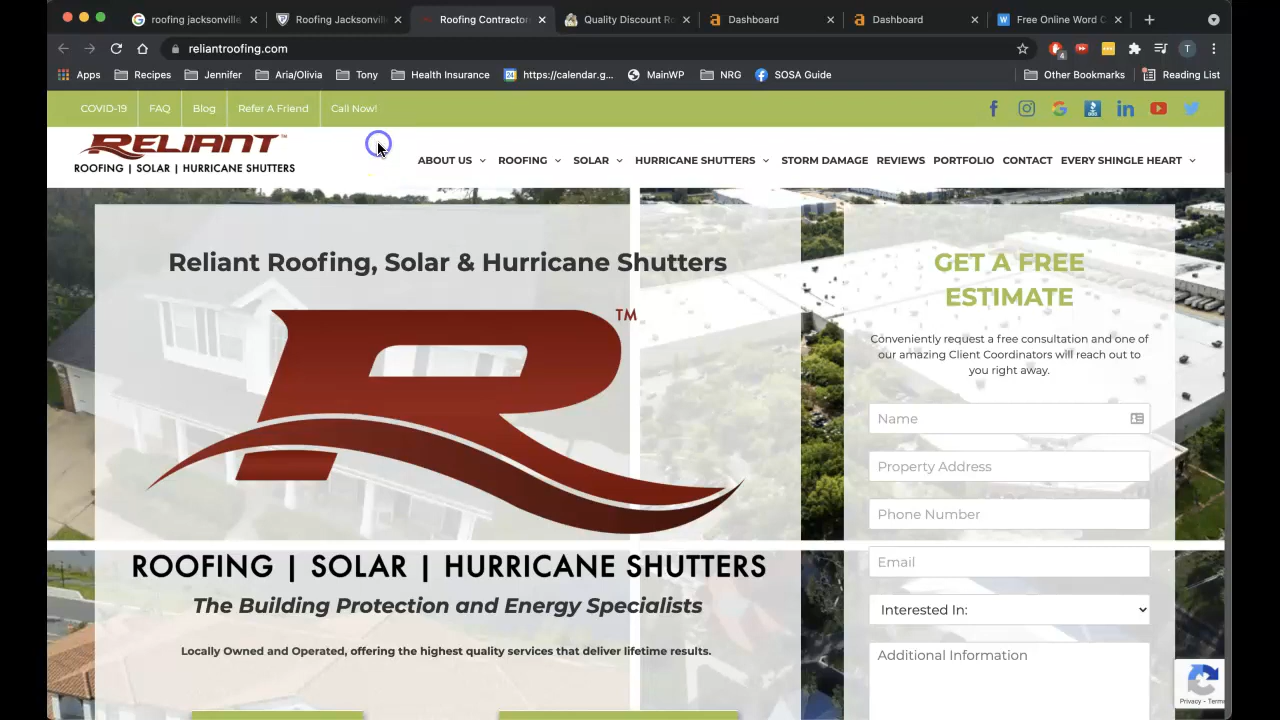 roofing jacksonville
Roofing Jacksonvill
Roofing Contractor
Quality Discount Ro
Dashboard
Dashboard
Free Online Word C
reliantroofing.com
4
T
Apps
Recipes
Jennifer
Aria/Olivia
Tony
Health Insurance
https://calendar.g...
MainWP
NRG
SOSA Guide
Other Bookmarks
Reading List
COVID-19
FAQ
Blog
Refer A Friend
Call Now!
RELIANT™
ROOFING | SOLAR | HURRICANE SHUTTERS
ABOUT US
ROOFING
SOLAR
HURRICANE SHUTTERS
STORM DAMAGE
REVIEWS
PORTFOLIO
CONTACT
EVERY SHINGLE HEART
Reliant Roofing, Solar & Hurricane Shutters
R™
ROOFING | SOLAR | HURRICANE SHUTTERS
The Building Protection and Energy Specialists
Locally Owned and Operated, offering the highest quality services that deliver lifetime results.
GET A FREE
ESTIMATE
Conveniently request a free consultation and one of
our amazing Client Coordinators will reach out to
you right away.
Name
Property Address
Phone Number
Email
Interested In:
Additional Information
Privacy - Terms